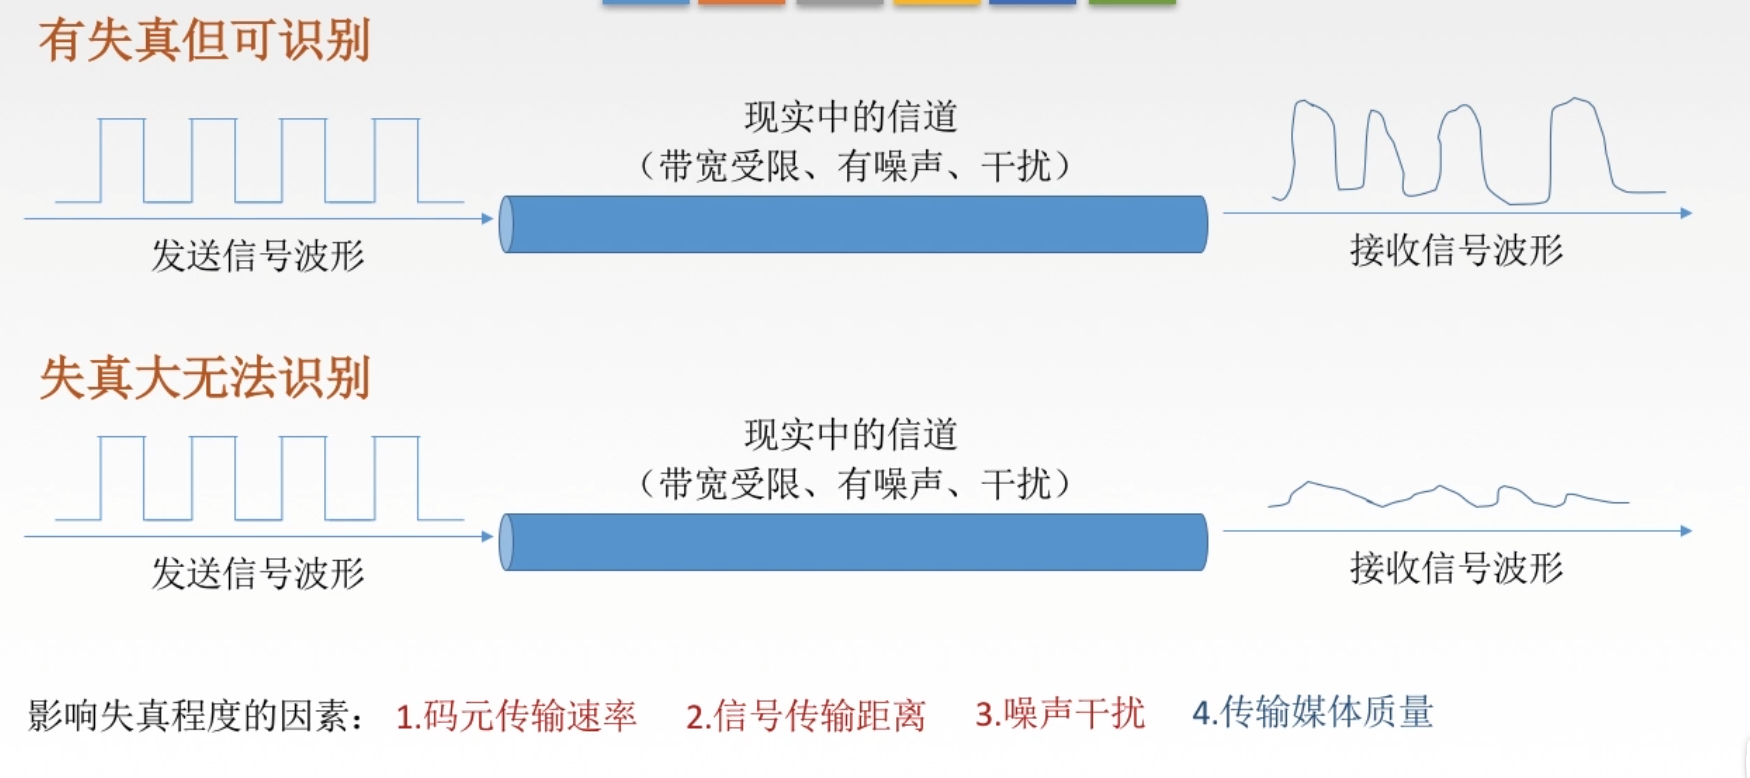 有失真但可识别
现实中的信道
（带宽受限、有噪声、干扰）
发送信号波形
接收信号波形
失真大无法识别
现实中的信道
（带宽受限、有噪声、干扰）
发送信号波形
接收信号波形
影响失真程度的因素： 1.码元传输速率 2.信号传输距离 3.噪声干扰 4.传输媒体质量